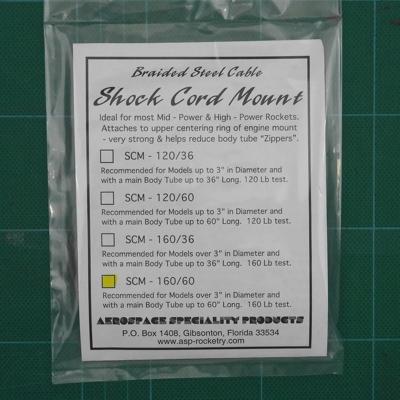 Braided Steel Cable
Shock Cord Mount
Ideal for most Mid - Power & High - Power Rockets.
Attaches to upper centering ring of engine mount
- very strong & helps reduce body tube "Zippers".
SCM - 120/36
Recommended for Models up to 3" in Diameter and
with a main Body Tube up to 36" Long. 120 Lb test.
SCM - 120/60
Recommended for Models up to 3" in Diameter and
with a main Body Tube up to 60" Long. 120 Lb test.
SCM - 160/36
Recommended for Models over 3" in Diameter and
with a main Body Tube up to 36" Long. 160 Lb test.
SCM - 160/60
Recommended for Models over 3" in Diameter and
with a main Body Tube up to 60" Long. 160 Lb test.
AEROSPACE SPECIALITY PRODUCTS
P.O. Box 1408, Gibsonton, Florida 33534
www.asp-rocketry.com